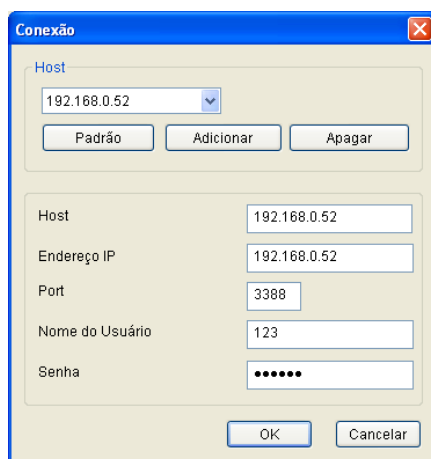 Conexão
Host
192.168.0.52
Padrão Adicionar Apagar
Host 192.168.0.52
Endereço IP 192.168.0.52
Port 3388
Nome do Usuário 123
Senha ••••••
OK Cancelar